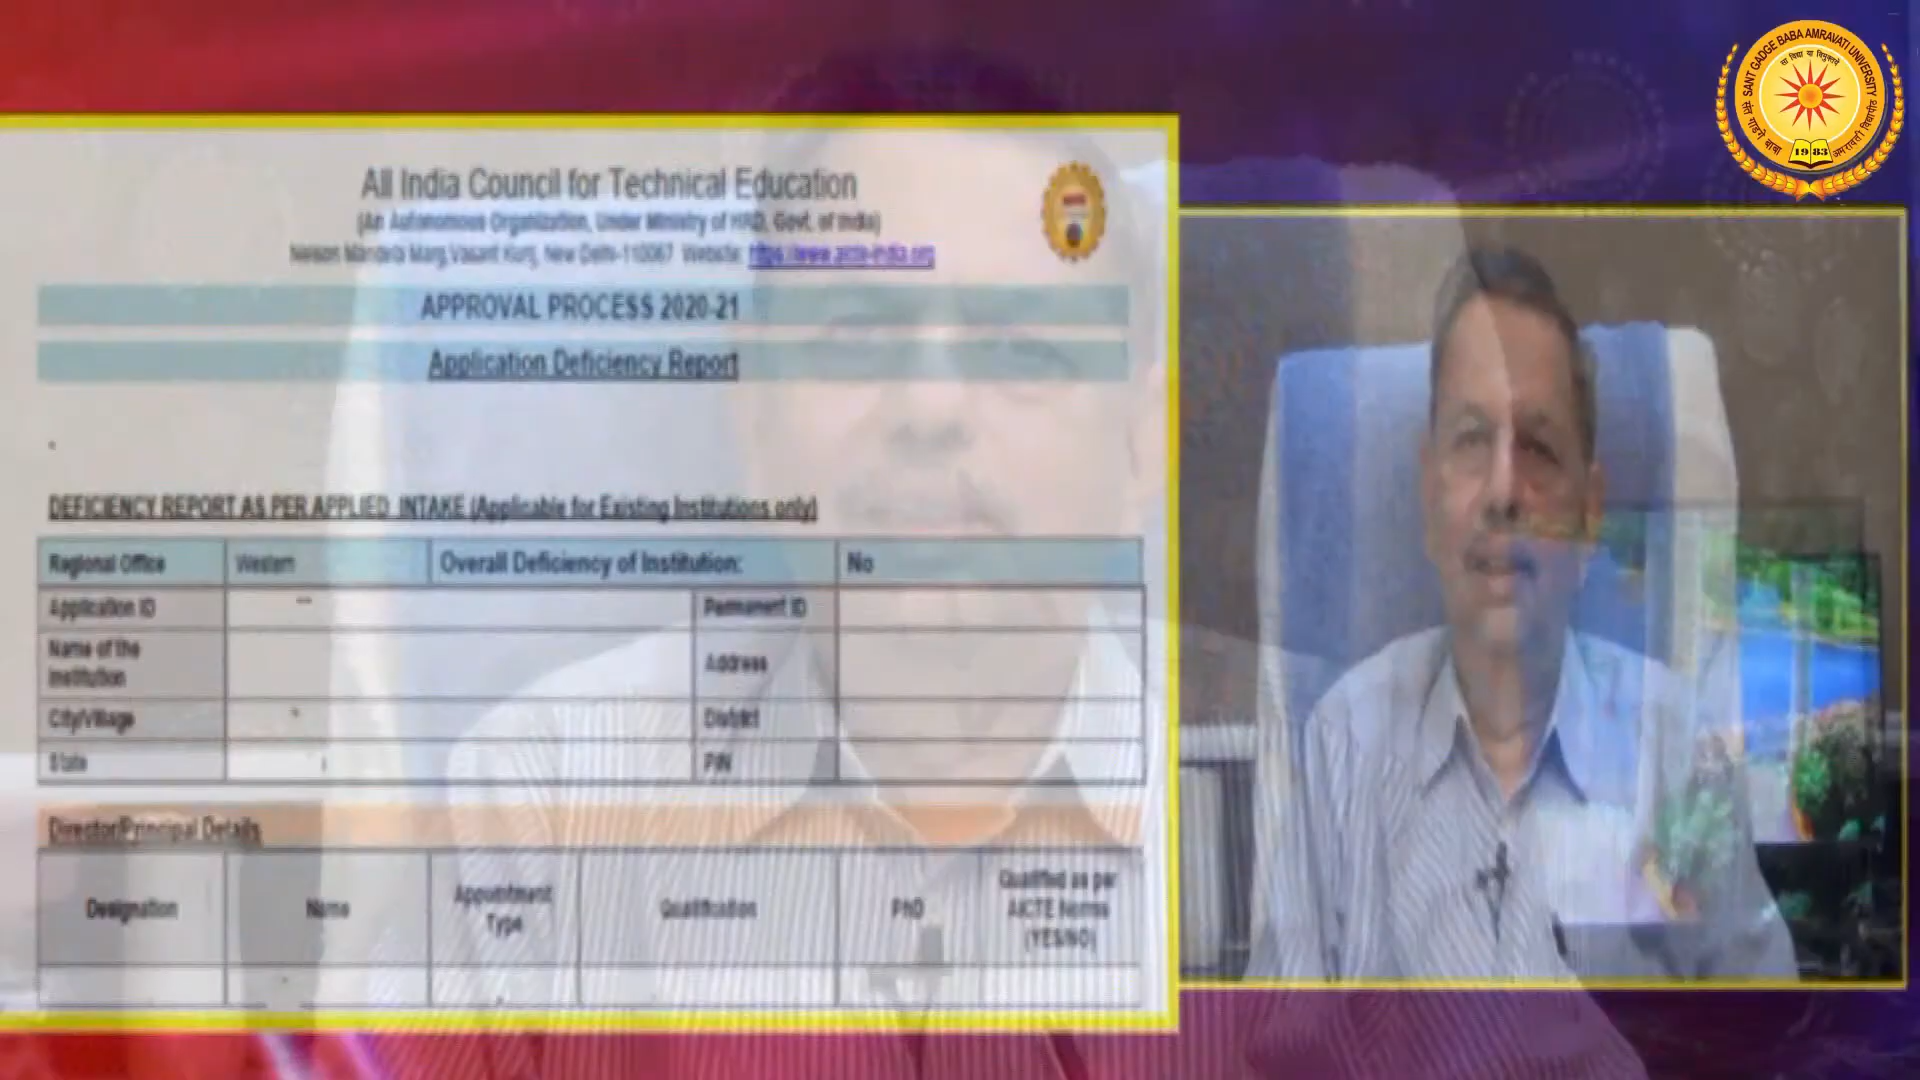 All India Council for Technical Education
(An Autonomous Organization, Under Ministry of HRD, Govt. of India)
Nelson Mandela Marg, Vasant Kunj, New Delhi-110067 Website: https://www.aicte-india.org
APPROVAL PROCESS 2020-21
Application Deficiency Report
DEFICIENCY REPORT AS PER APPLIED INTAKE (Applicable for Existing Institutions only)
Regional Office Western Overall Deficiency of Institution: No
Application ID Permanent ID
Name of the Institution Address
City/Village District
State PIN
Director/Principal Details
Designation Name Appointment Type Qualification PhD Qualified as per AICTE Norms (YES/NO)
SANT GADGE BABA AMRAVATI UNIVERSITY
संत गाडगे बाबा अमरावती विद्यापीठ
सा विद्या या विमुक्तये
1983